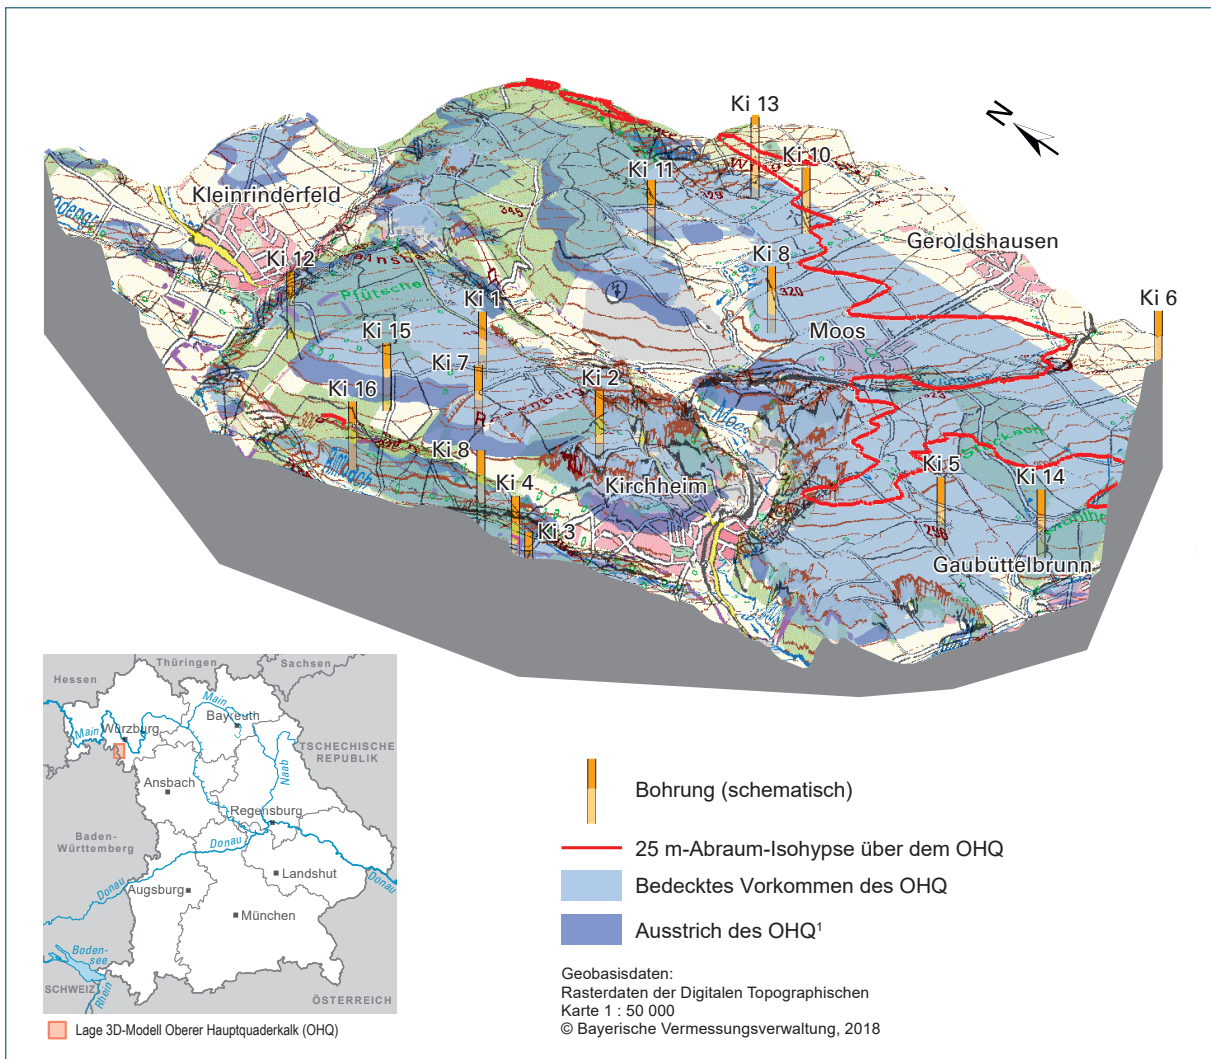 N
Ki 13
Ki 10
Ki 11
Kleinrinderfeld
345
Geroldshausen
Ki 12
Ki 8
320
Ki 6
Pfütsche
Ki 1
Ki 15
Moos
Ki 7
Ki 2
Ki 16
Ki 8
Kirchheim
Ki 5
Ki 14
Ki 4
Ki 3
296
Gaubüttelbrunn
Thüringen
Sachsen
Hessen
Main
Bayreuth
Main
Würzburg
TSCHECHISCHE
REPUBLIK
Naab
Ansbach
Regensburg
Baden-
Württemberg
Donau
Donau
Landshut
Donau
Augsburg
München
Boden-
see
SCHWEIZ
Rhein
ÖSTERREICH
Lage 3D-Modell Oberer Hauptquaderkalk (OHQ)
Bohrung (schematisch)
25 m-Abraum-Isohypse über dem OHQ
Bedecktes Vorkommen des OHQ
Ausstrich des OHQ¹
Geobasisdaten:
Rasterdaten der Digitalen Topographischen
Karte 1 : 50 000
© Bayerische Vermessungsverwaltung, 2018